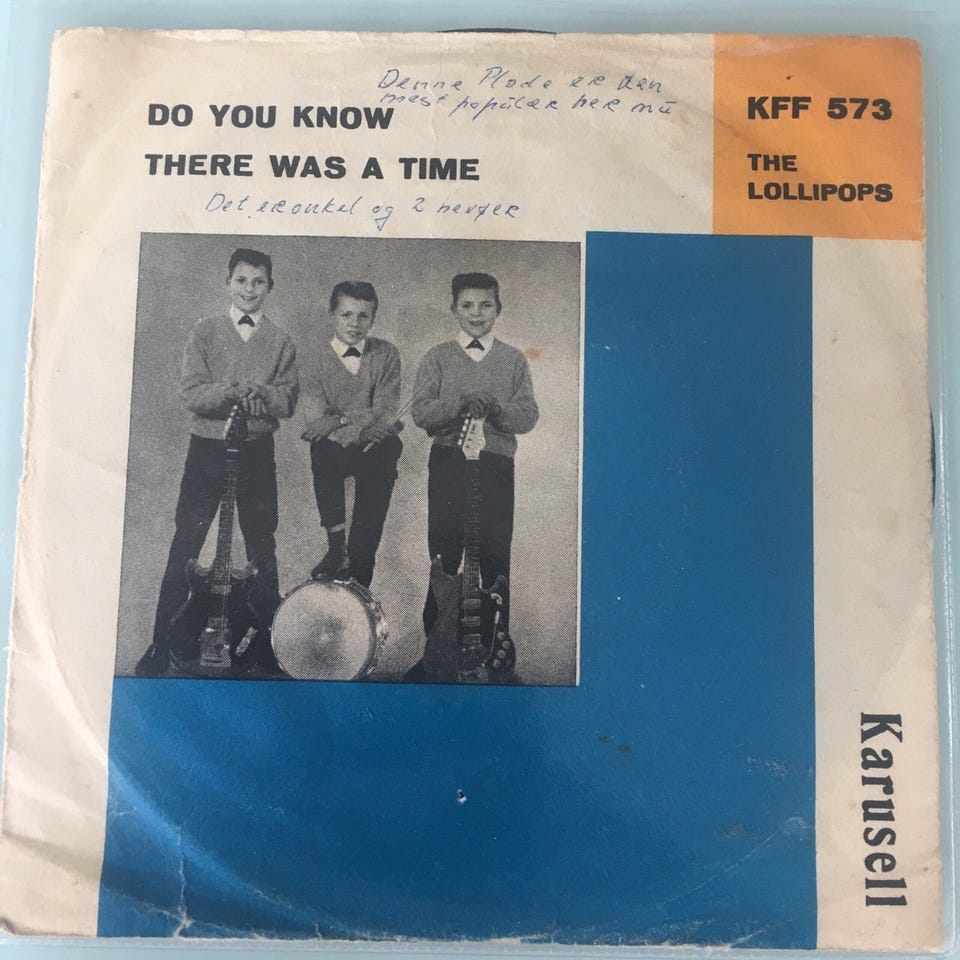 Denne Plade er den
mest populær her nu
DO YOU KNOW
THERE WAS A TIME
Det er onkel og 2 nevøer
KFF 573
THE
LOLLIPOPS
Karusell